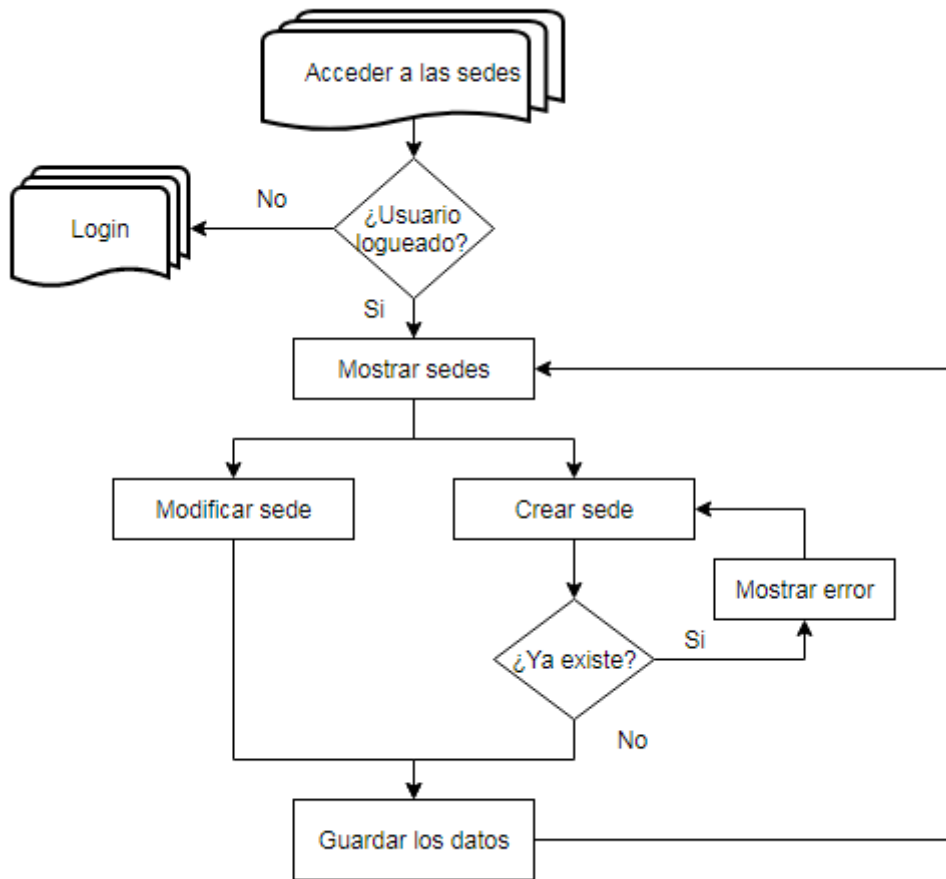 Acceder a las sedes
No
¿Usuario
logueado?
Login
Si
Mostrar sedes
Modificar sede
Crear sede
Mostrar error
¿Ya existe?
Si
No
Guardar los datos